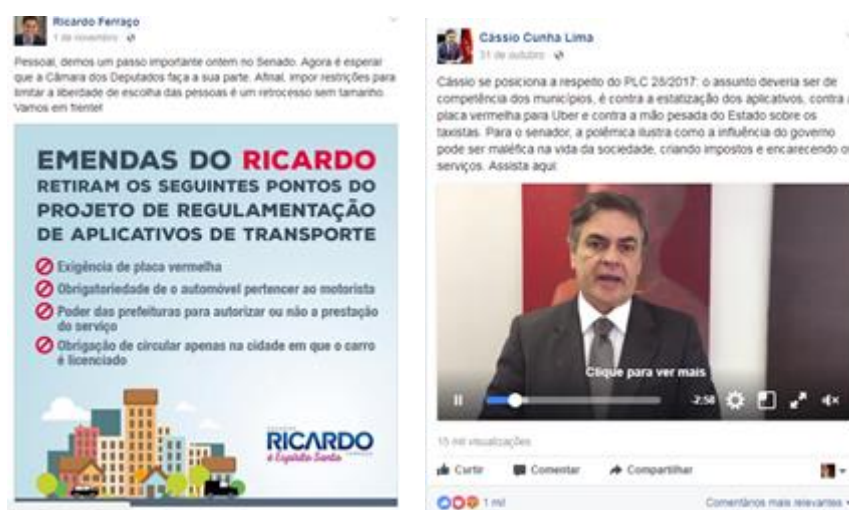 Ricardo Ferraço
1 de novembro
Pessoal, demos um passo importante ontem no Senado. Agora é esperar
que a Câmara dos Deputados faça a sua parte. Afinal, impor restrições para
limitar a liberdade de escolha das pessoas é um retrocesso sem tamanho.
Vamos em frente!
EMENDAS DO RICARDO
RETIRAM OS SEGUINTES PONTOS DO
PROJETO DE REGULAMENTAÇÃO
DE APLICATIVOS DE TRANSPORTE
Exigência de placa vermelha
Obrigatoriedade de o automóvel pertencer ao motorista
Poder das prefeituras para autorizar ou não a prestação
do serviço
Obrigação de circular apenas na cidade em que o carro
é licenciado
RICARDO
é Espírito Santo
Cássio Cunha Lima
31 de outubro
Cássio se posiciona a respeito do PLC 28/2017: o assunto deveria ser de
competência dos municípios, é contra a estatização dos aplicativos, contra a
placa vermelha para Uber e contra a mão pesada do Estado sobre os
taxistas. Para o senador, a polêmica ilustra como a influência do governo
pode ser maléfica na vida da sociedade, criando impostos e encarecendo os
serviços. Assista aqui:
Clique para ver mais
-2:58
15 mil visualizações
Curtir Comentar Compartilhar
1 mil Comentários mais relevantes